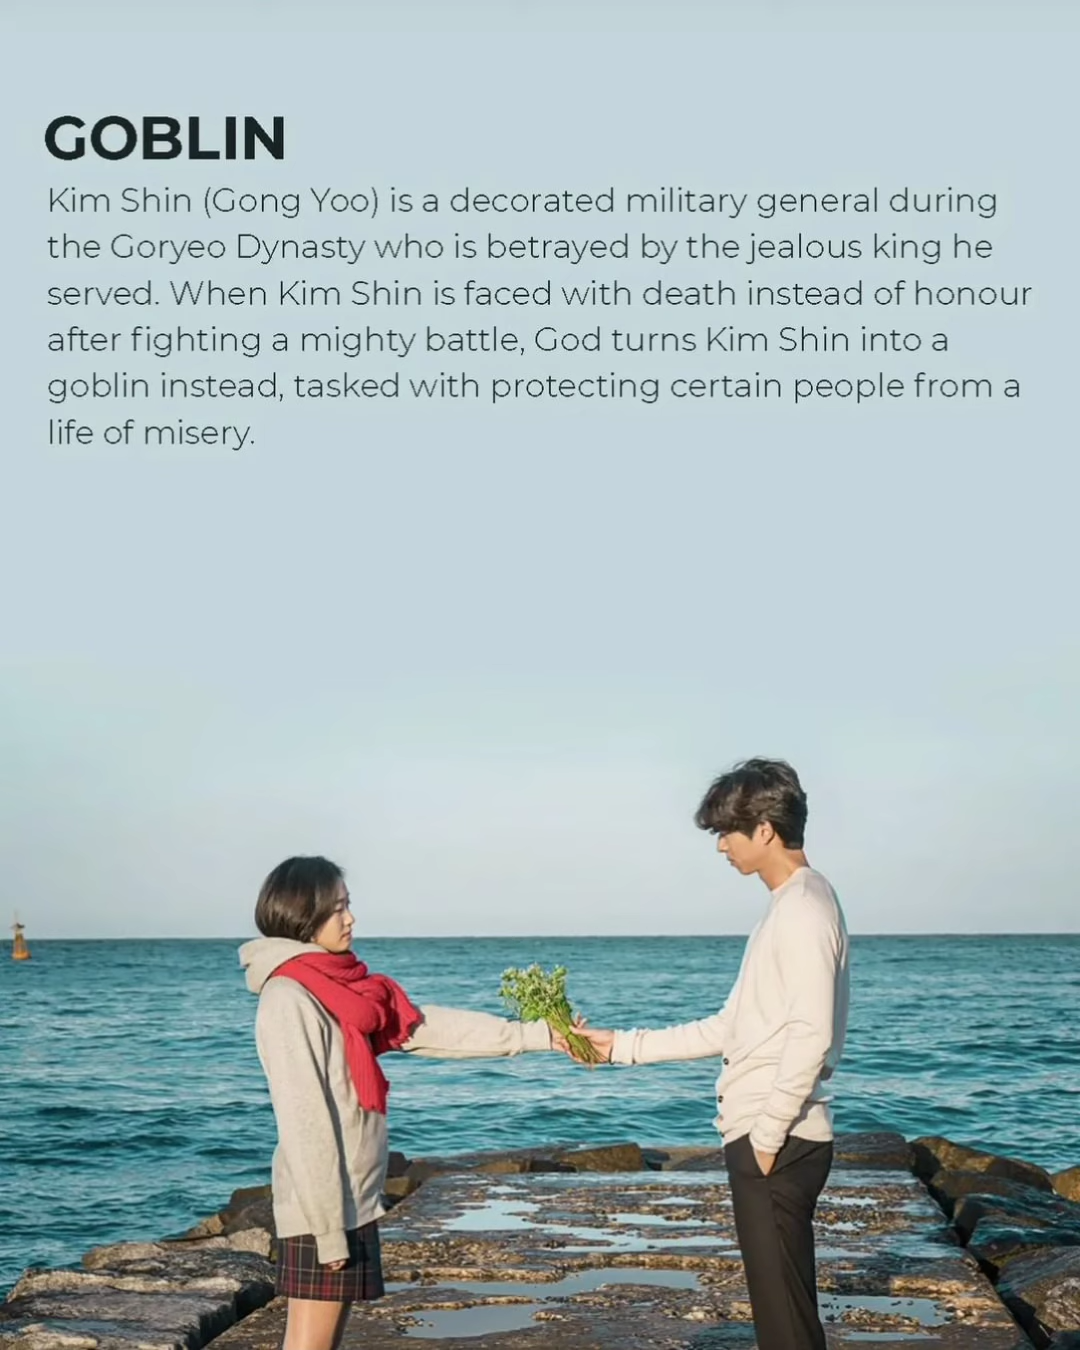 GOBLIN
Kim Shin (Gong Yoo) is a decorated military general during
the Goryeo Dynasty who is betrayed by the jealous king he
served. When Kim Shin is faced with death instead of honour
after fighting a mighty battle, God turns Kim Shin into a
goblin instead, tasked with protecting certain people from a
life of misery.